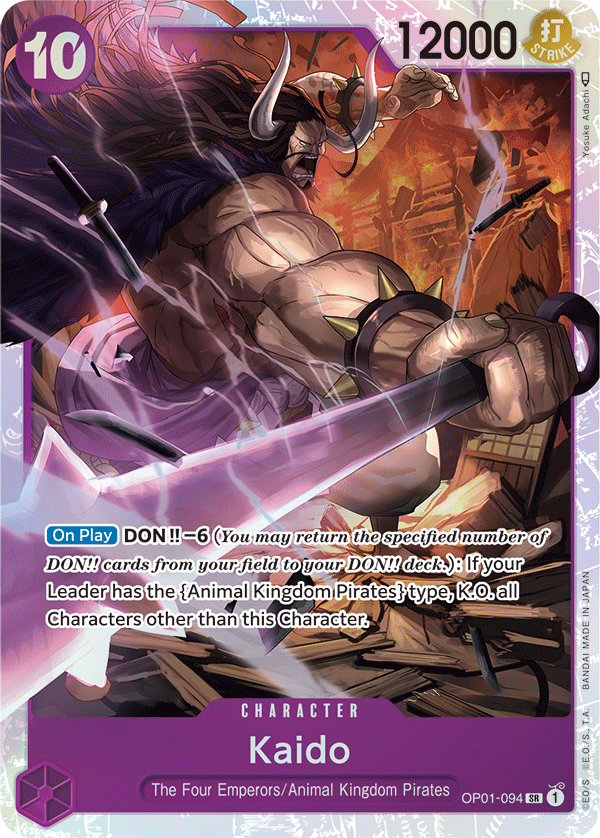 10
12000
打
STRIKE
Yosuke Adachi
On Play DON!! −6 (You may return the specified number of
DON!! cards from your field to your DON!! deck.): If your
Leader has the {Animal Kingdom Pirates} type, K.O. all
Characters other than this Character.
CHARACTER
Kaido
The Four Emperors/Animal Kingdom Pirates
OP01-094 SR 1
©E.O/S ©E.O./S., T.A. BANDAI MADE IN JAPAN